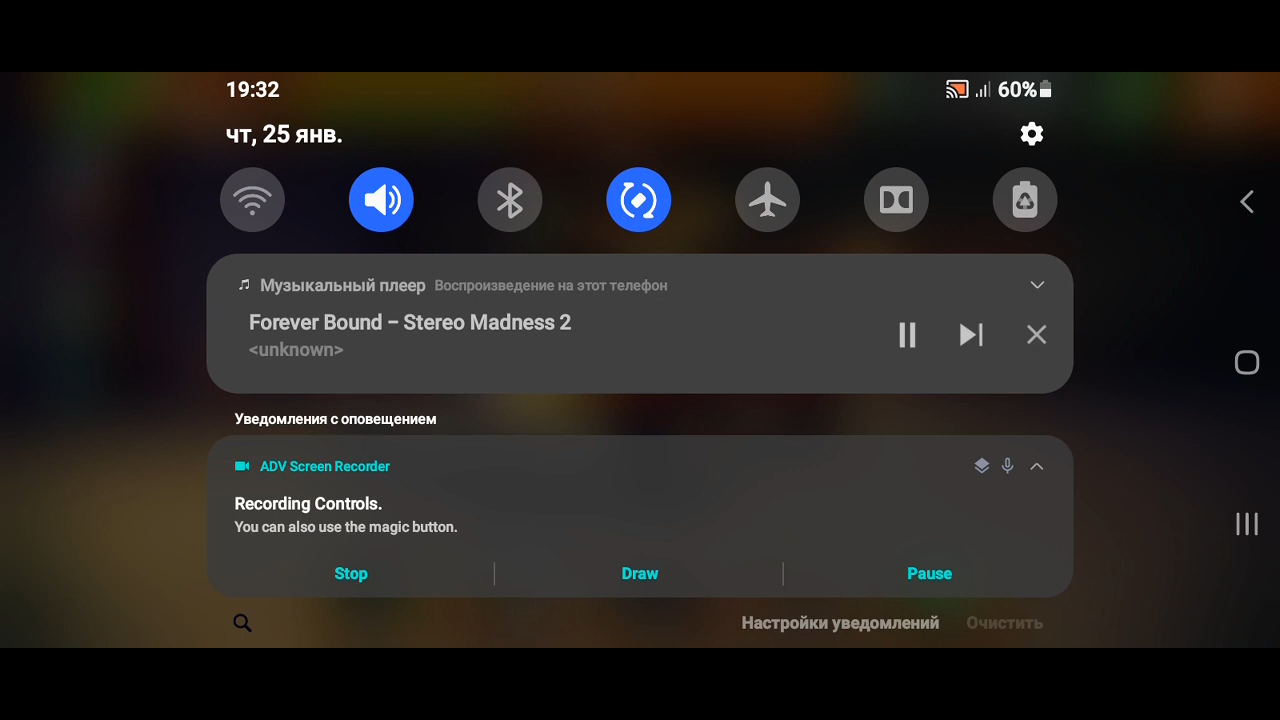 19:32
60%
чт, 25 янв.
Музыкальный плеер Воспроизведение на этот телефон
Forever Bound – Stereo Madness 2
<unknown>
Уведомления с оповещением
ADV Screen Recorder
Recording Controls.
You can also use the magic button.
Stop
Draw
Pause
Настройки уведомлений
Очистить